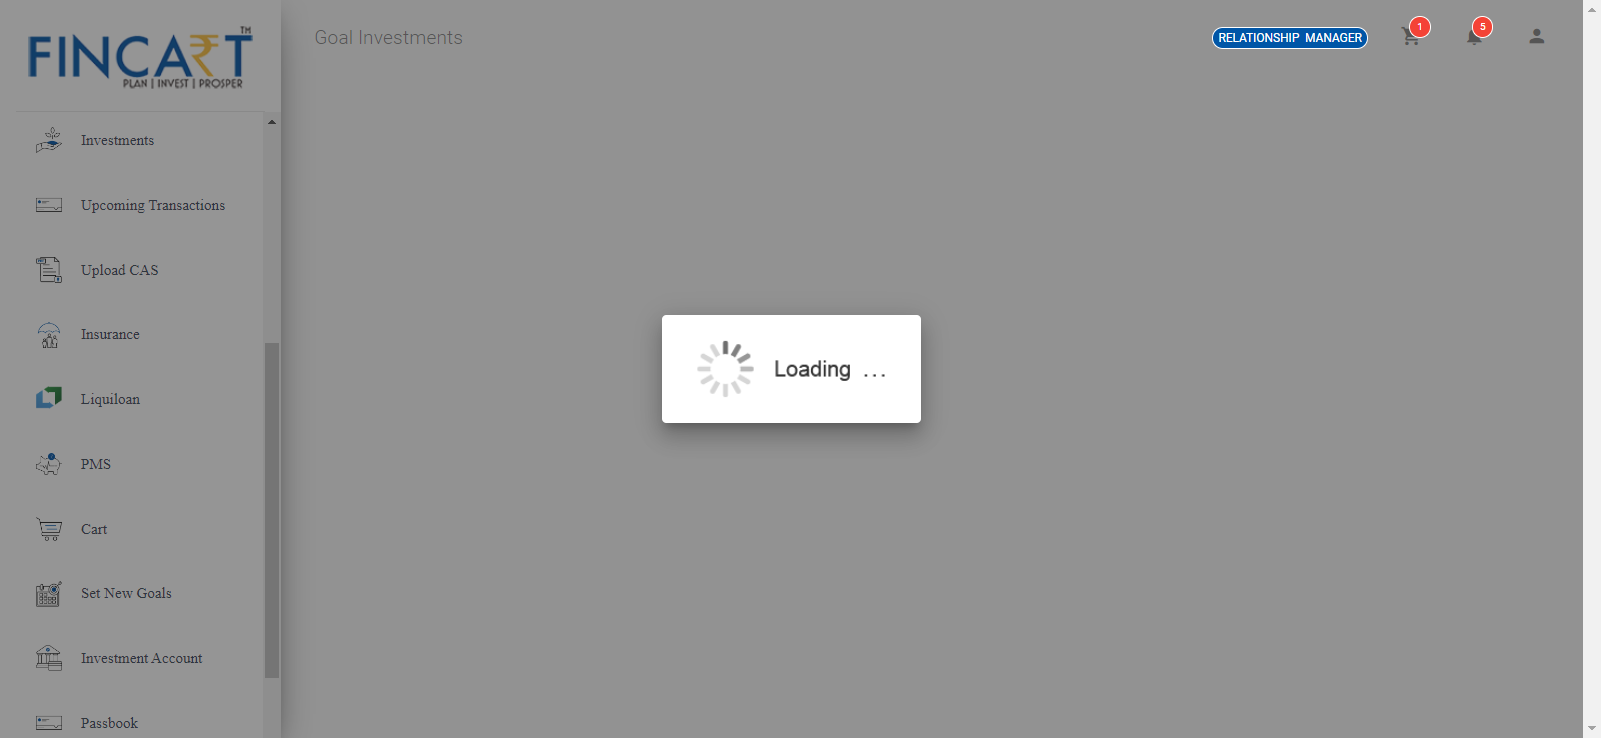 FINCART TM
PLAN | INVEST | PROSPER
Goal Investments
RELATIONSHIP MANAGER
1
5
Investments
Upcoming Transactions
Upload CAS
Insurance
Liquiloan
PMS
Cart
Set New Goals
Investment Account
Passbook
Loading ...